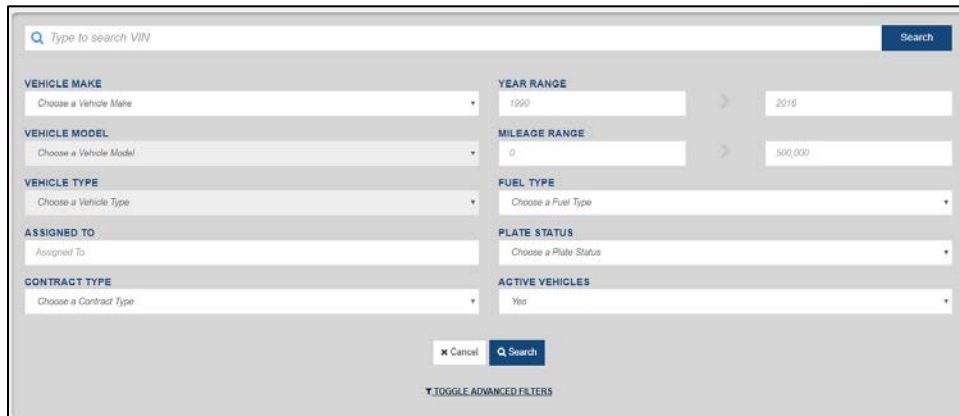 Type to search VIN
Search
VEHICLE MAKE
Choose a Vehicle Make
VEHICLE MODEL
Choose a Vehicle Model
VEHICLE TYPE
Choose a Vehicle Type
ASSIGNED TO
Assigned To
CONTRACT TYPE
Choose a Contract Type
YEAR RANGE
1990
2016
MILEAGE RANGE
0
500,000
FUEL TYPE
Choose a Fuel Type
PLATE STATUS
Choose a Plate Status
ACTIVE VEHICLES
Yes
Cancel
Search
TOGGLE ADVANCED FILTERS